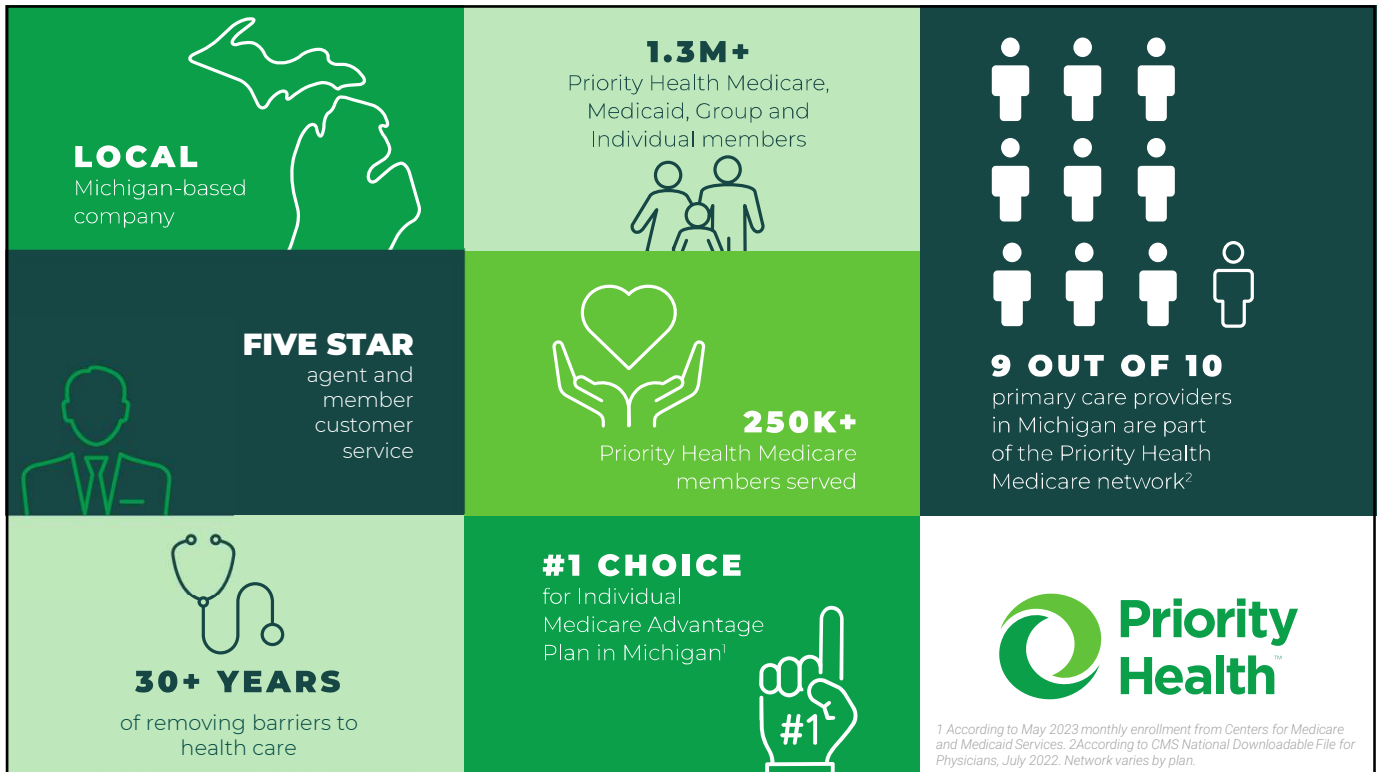 LOCAL
Michigan-based
company
1.3M+
Priority Health Medicare,
Medicaid, Group and
Individual members
9 OUT OF 10
primary care providers
in Michigan are part
of the Priority Health
Medicare network²
FIVE STAR
agent and
member
customer
service
250K+
Priority Health Medicare
members served
30+ YEARS
of removing barriers to
health care
#1 CHOICE
for Individual
Medicare Advantage
Plan in Michigan¹
#1
Priority
Health™
1 According to May 2023 monthly enrollment from Centers for Medicare
and Medicaid Services. 2According to CMS National Downloadable File for
Physicians, July 2022. Network varies by plan.